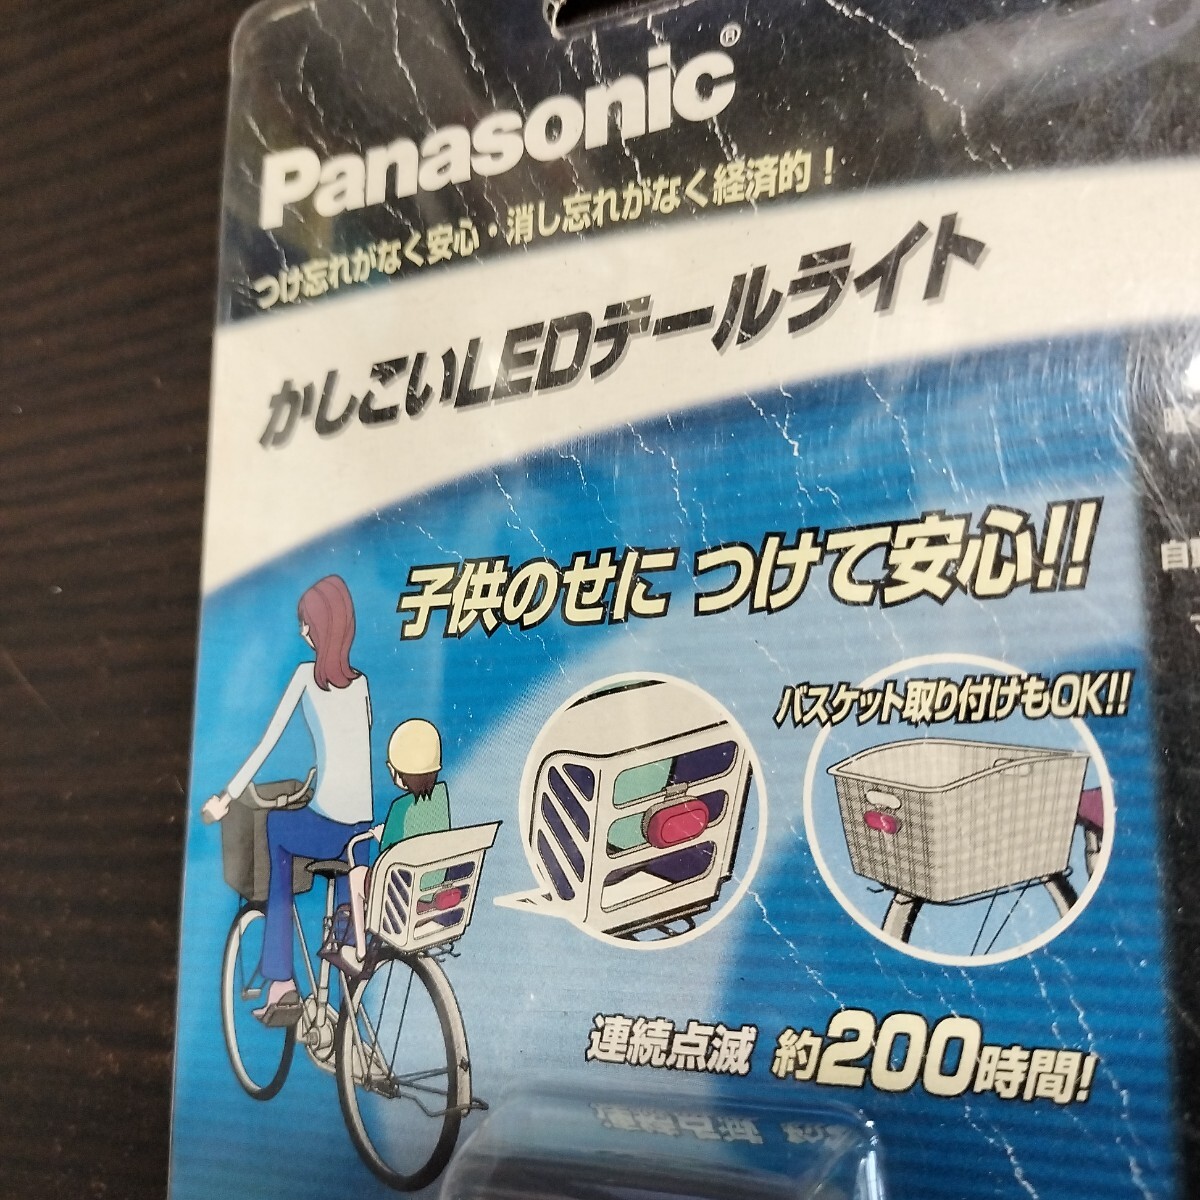 Panasonic®
つけ忘れがなく安心・消し忘れがなく経済的！
かしこいLEDテールライト
子供のせに つけて安心!!
バスケット取り付けもOK!!
連続点滅 約200時間!
自